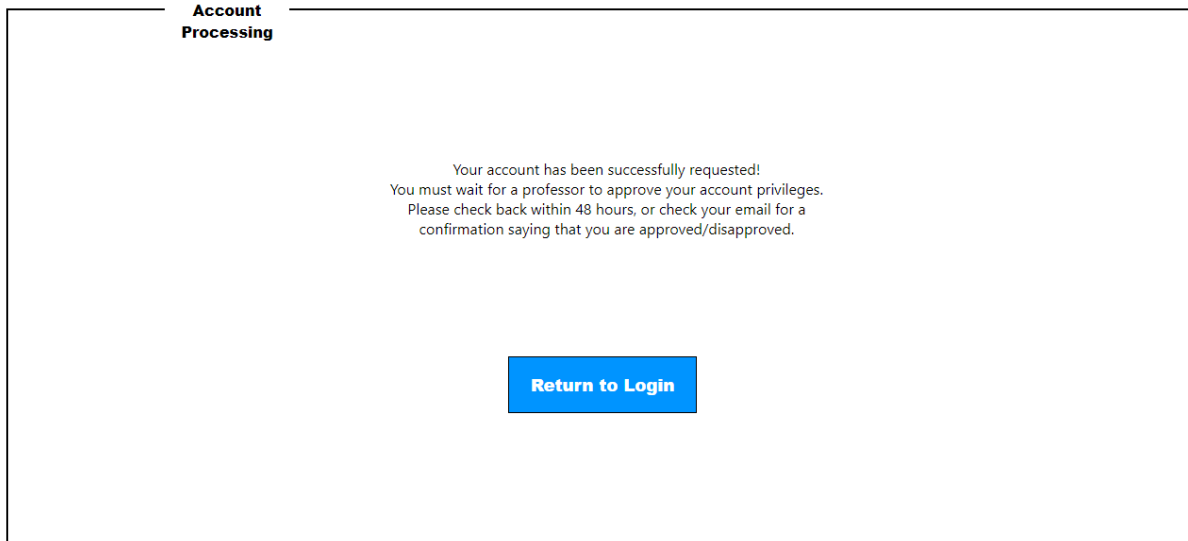 Account
Processing
Your account has been successfully requested!
You must wait for a professor to approve your account privileges.
Please check back within 48 hours, or check your email for a
confirmation saying that you are approved/disapproved.
Return to Login